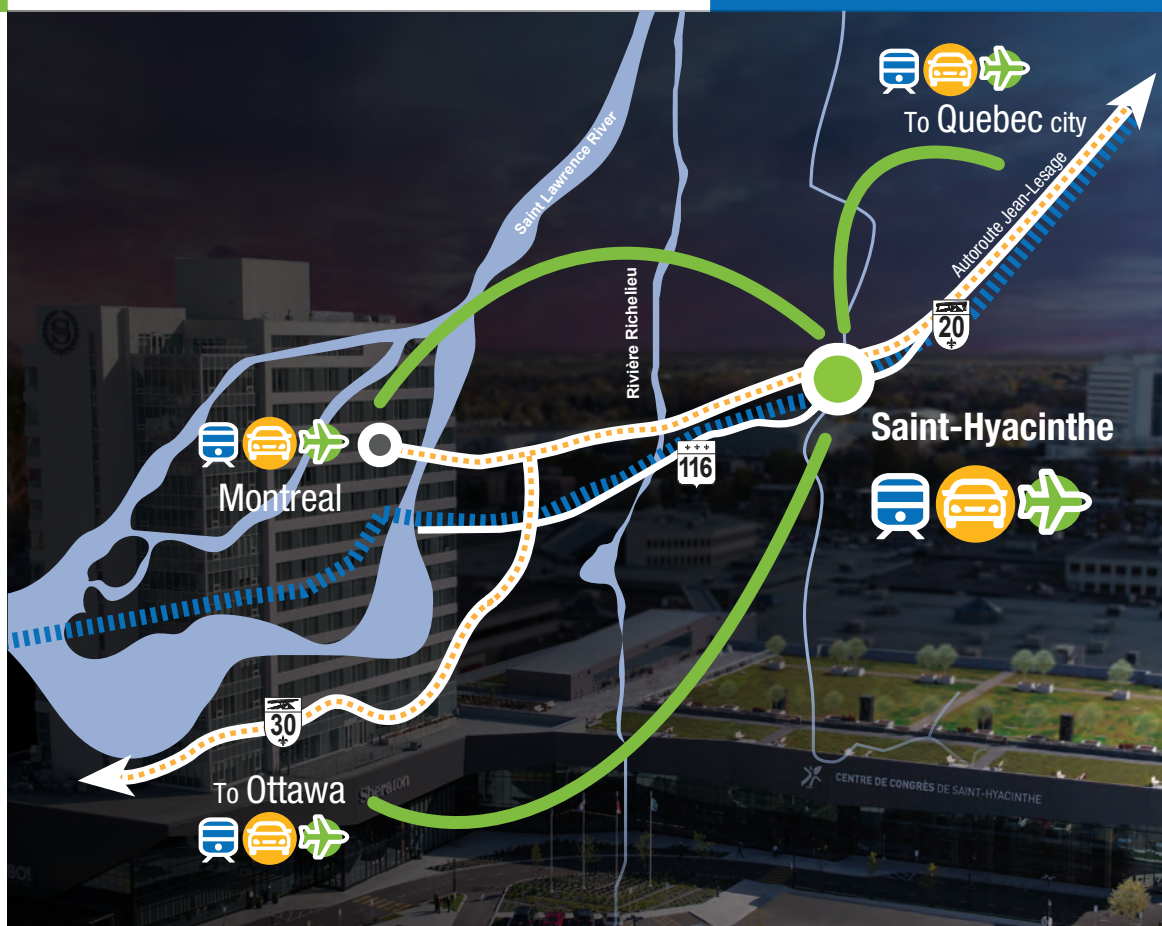 To Quebec city
Saint Lawrence River
Autoroute Jean-Lesage
Rivière Richelieu
20
Saint-Hyacinthe
116
Montreal
30
To Ottawa
Sheraton
CENTRE DE CONGRÈS DE SAINT-HYACINTHE
S